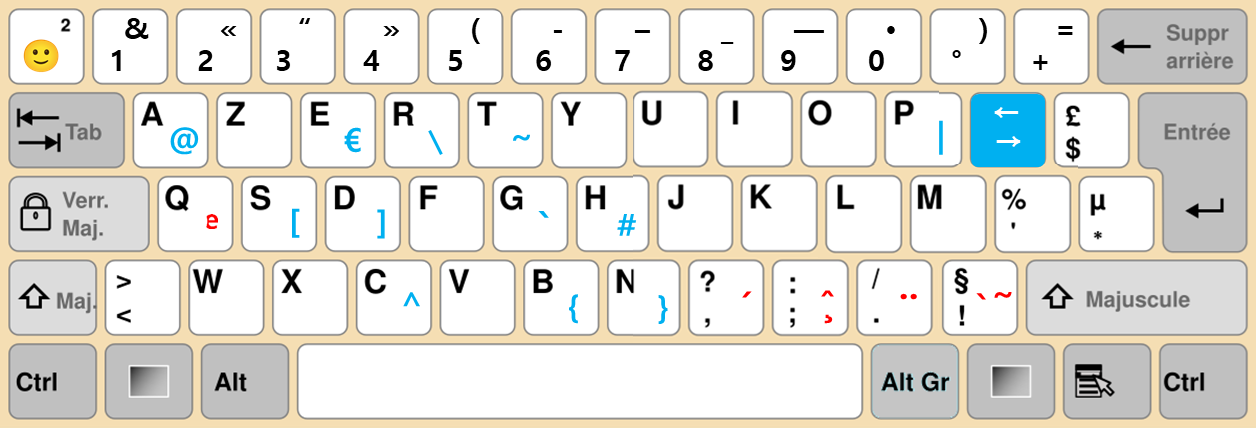 ² & « “ » ( - – _ — • ) = Suppr
🙂 1 2 3 4 5 6 7 8 9 0 ° + ← arrière
Tab A @ Z E € R \ T ~ Y U I O P | ← → £ $ Entrée
Verr. Maj. Q ə S [ D ] F G ` H # J K L M % ' µ *
Maj. > < W X C ^ V B { N } ? , ´ : ; ˆ ¸ / . ¨ § ! ` ~ Majuscule
Ctrl Alt Alt Gr Ctrl